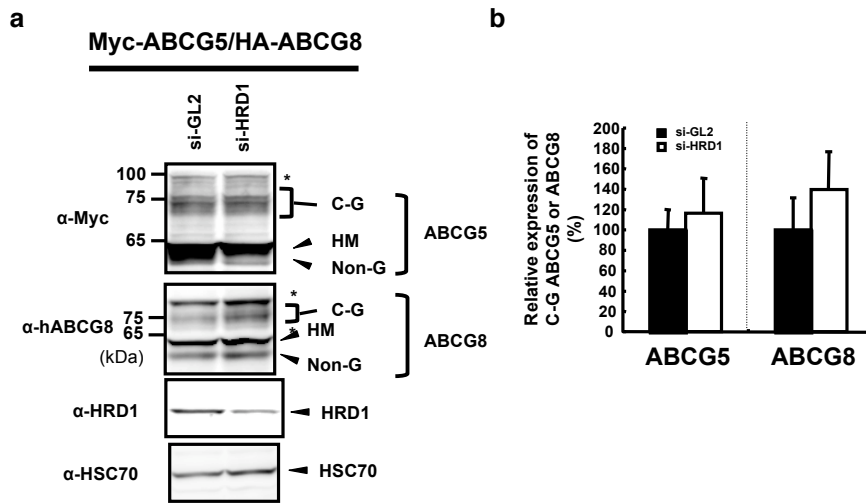 a
Myc-ABCG5/HA-ABCG8
si-GL2
si-HRD1
100
75
65
α-Myc
*
C-G
HM
Non-G
ABCG5
α-hABCG8
75
65
(kDa)
*
C-G
*
HM
Non-G
ABCG8
α-HRD1
HRD1
α-HSC70
HSC70
b
Relative expression of
C-G ABCG5 or ABCG8
(%)
200
180
160
140
120
100
80
60
40
20
0
si-GL2
si-HRD1
ABCG5
ABCG8